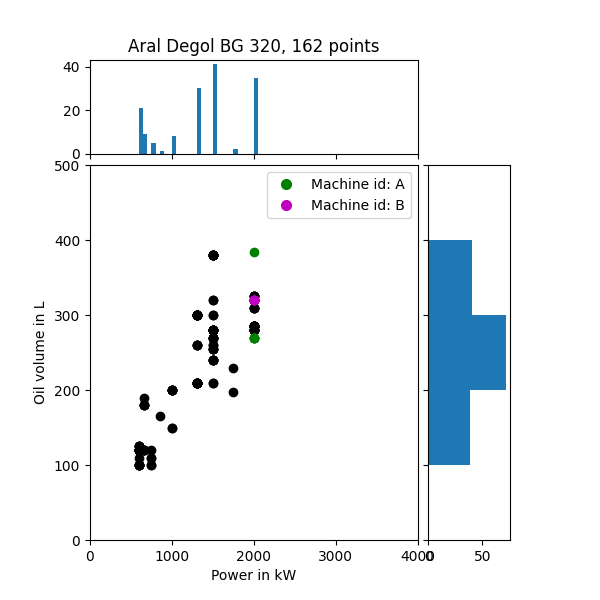 Aral Degol BG 320, 162 points
40
20
0
500
400
300
200
100
0
Machine id: A
Machine id: B
Oil volume in L
0 1000 2000 3000 4000
0 50
Power in kW